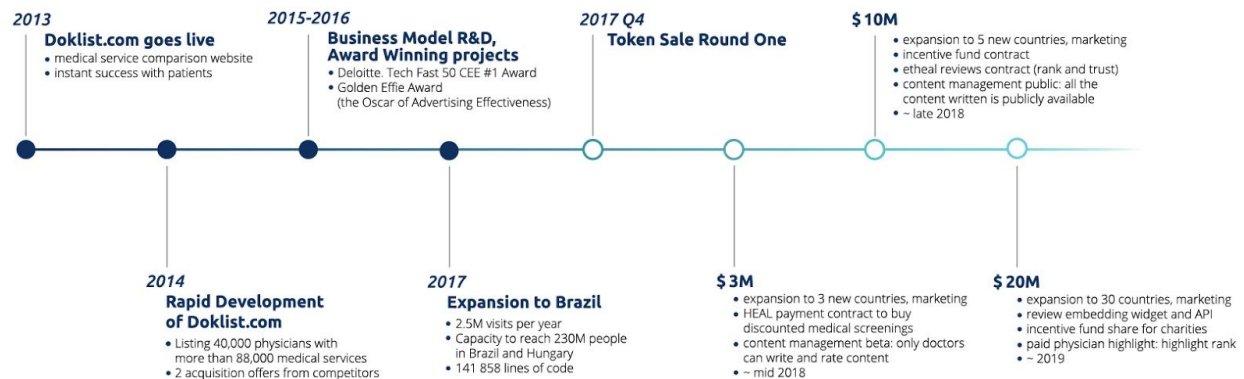 2013
Doklist.com goes live
• medical service comparison website
• instant success with patients
2014
Rapid Development
of Doklist.com
• Listing 40,000 physicians with
more than 88,000 medical services
• 2 acquisition offers from competitors
2015-2016
Business Model R&D,
Award Winning projects
• Deloitte. Tech Fast 50 CEE #1 Award
• Golden Effie Award
(the Oscar of Advertising Effectiveness)
2017
Expansion to Brazil
• 2.5M visits per year
• Capacity to reach 230M people
in Brazil and Hungary
• 141 858 lines of code
2017 Q4
Token Sale Round One
$3M
• expansion to 3 new countries, marketing
• HEAL payment contract to buy
discounted medical screenings
• content management beta: only doctors
can write and rate content
• ~ mid 2018
$10M
• expansion to 5 new countries, marketing
• incentive fund contract
• etheal reviews contract (rank and trust)
• content management public: all the
content written is publicly available
• ~ late 2018
$20M
• expansion to 30 countries, marketing
• review embedding widget and API
• incentive fund share for charities
• paid physician highlight: highlight rank
• ~ 2019